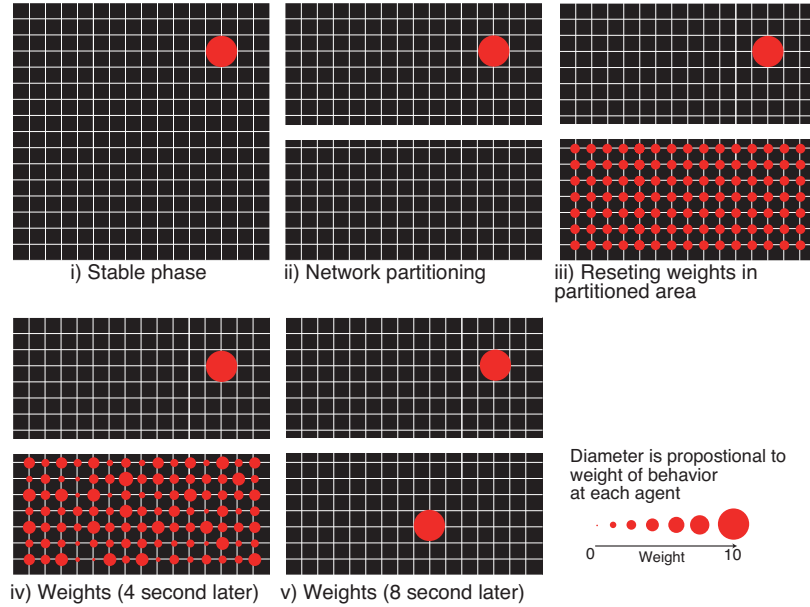 i) Stable phase
ii) Network partitioning
iii) Reseting weights in
partitioned area
iv) Weights (4 second later)
v) Weights (8 second later)
Diameter is propostional to
weight of behavior
at each agent
0 Weight 10